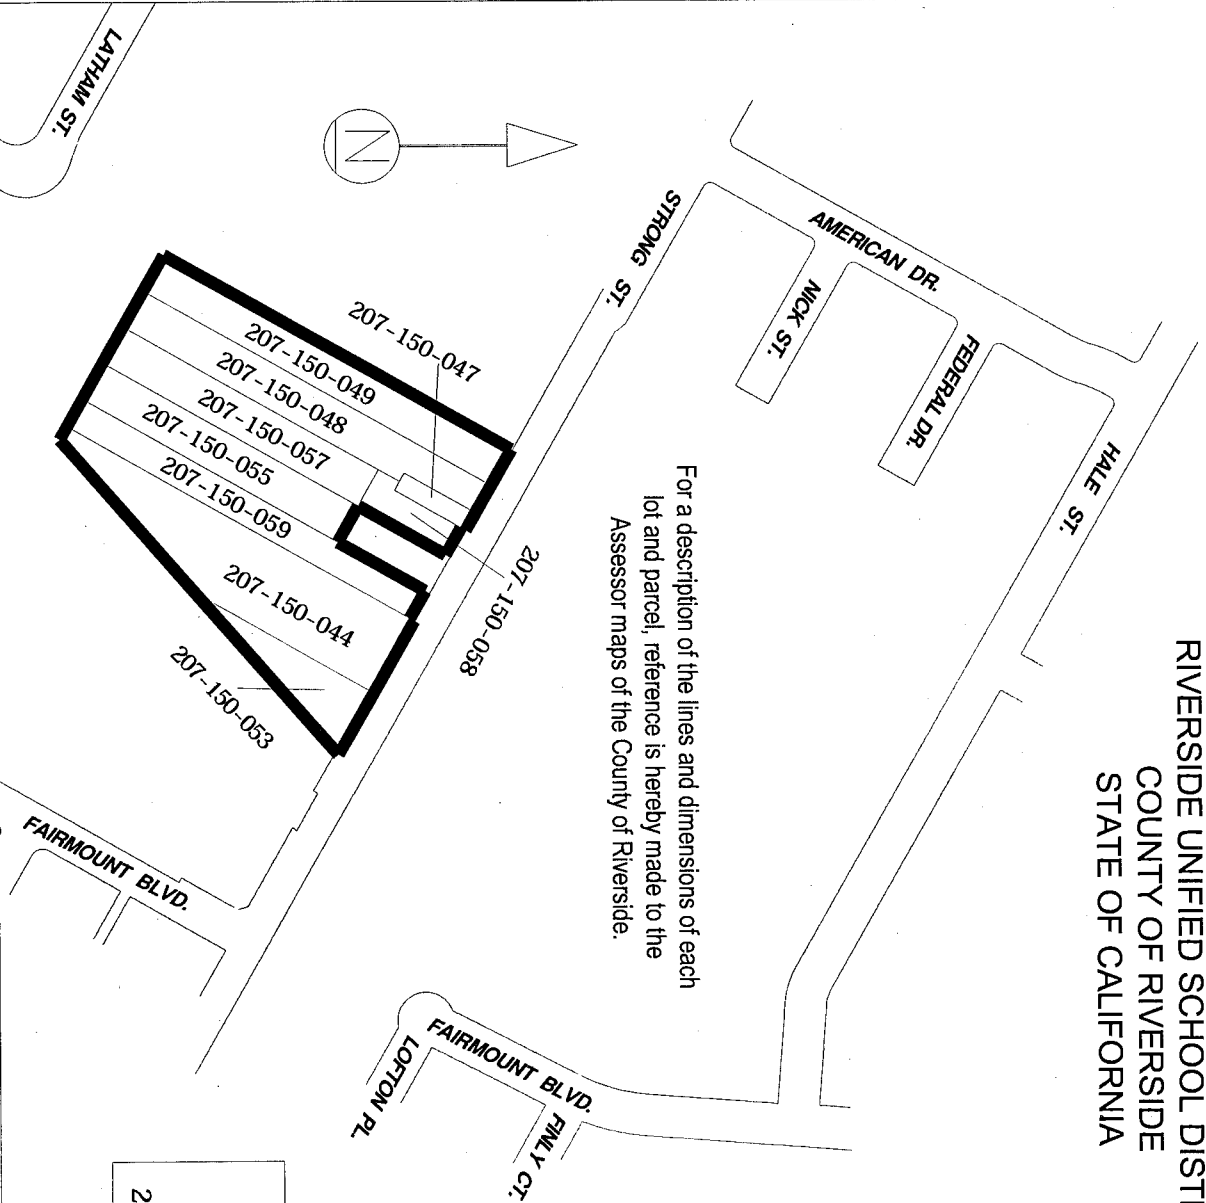 RIVERSIDE UNIFIED SCHOOL DIST
COUNTY OF RIVERSIDE
STATE OF CALIFORNIA
HALE ST.
AMERICAN DR.
FEDERAL DR.
NICK ST.
STRONG ST.
For a description of the lines and dimensions of each
lot and parcel, reference is hereby made to the
Assessor maps of the County of Riverside.
N
LATHAM ST.
207-150-047
207-150-049
207-150-048
207-150-057
207-150-055
207-150-059
207-150-058
207-150-044
207-150-053
FAIRMOUNT BLVD.
FAIRMOUNT BLVD.
LOFTON PL.
FINLY CT.
2